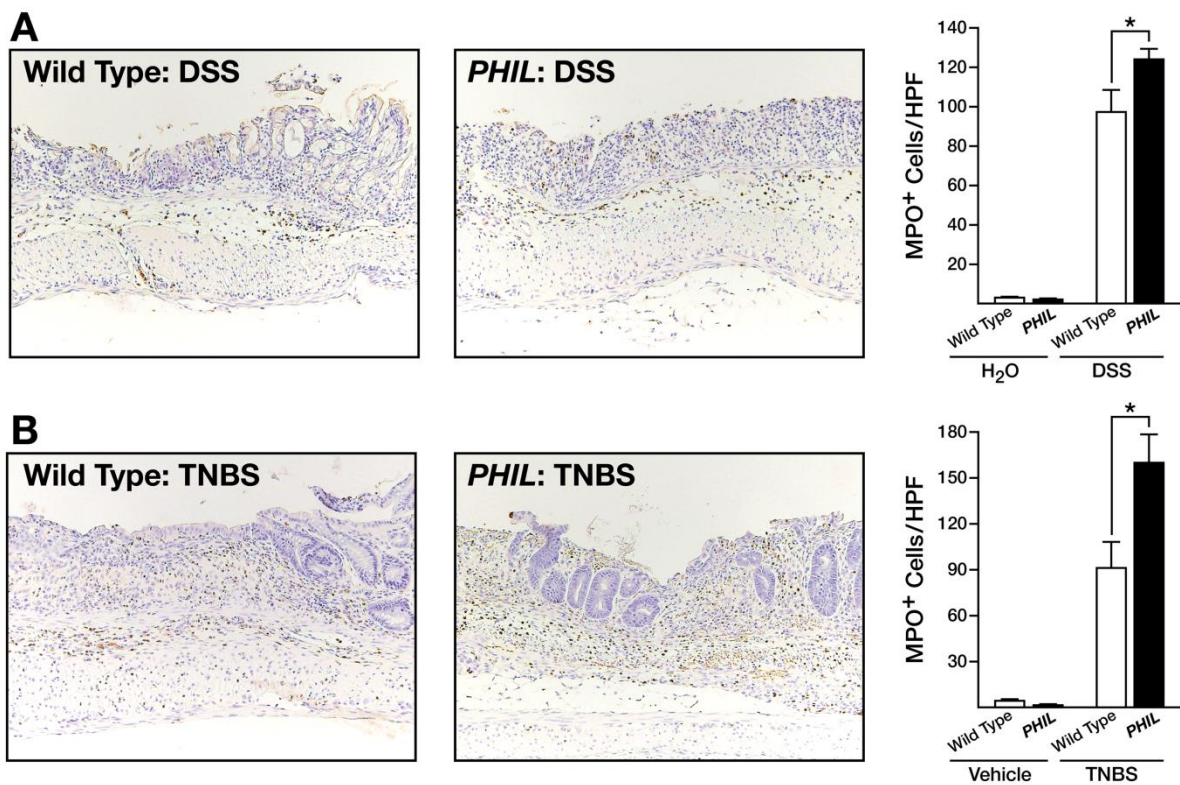 A
Wild Type: DSS
PHIL: DSS
MPO+ Cells/HPF
140
120
100
80
60
40
20
*
Wild Type
PHIL
Wild Type
PHIL
H2O
DSS
B
Wild Type: TNBS
PHIL: TNBS
MPO+ Cells/HPF
180
150
120
90
60
30
*
Wild Type
PHIL
Wild Type
PHIL
Vehicle
TNBS